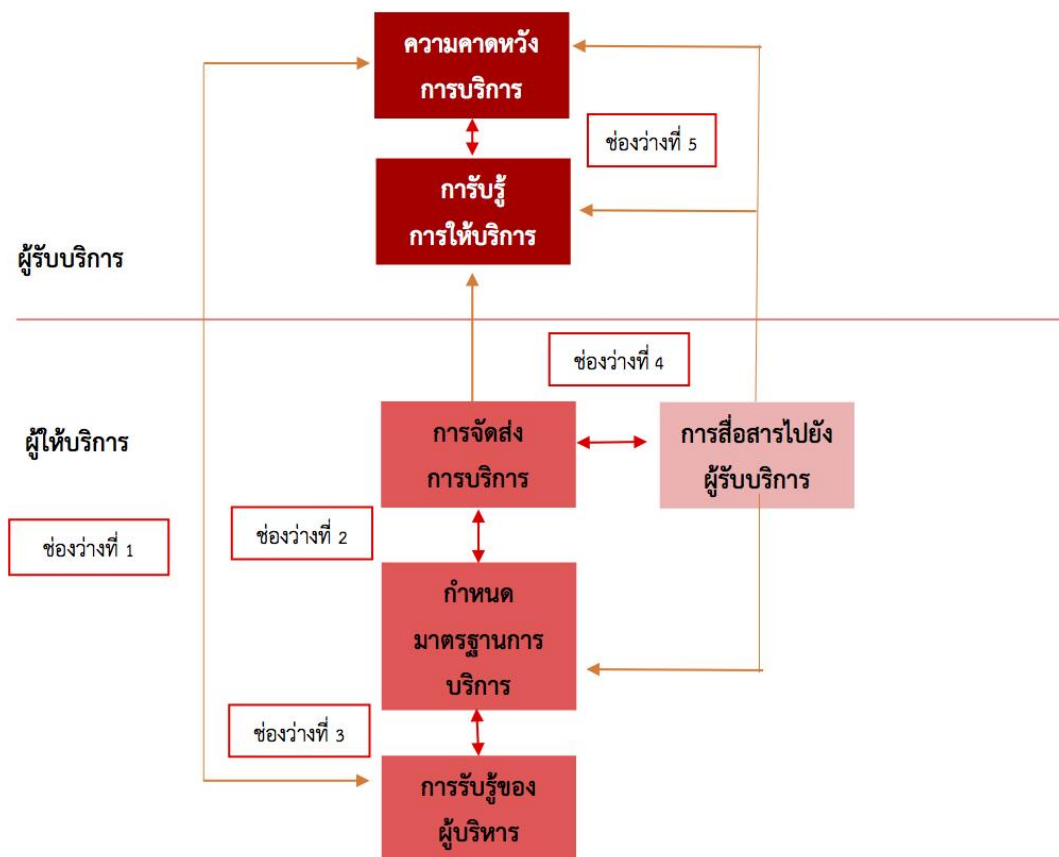 ความคาดหวัง
การบริการ
ช่องว่างที่ 5
การับรู้
การให้บริการ
ผู้รับบริการ
ช่องว่างที่ 4
ผู้ให้บริการ
การจัดส่ง
การบริการ
การสื่อสารไปยัง
ผู้รับบริการ
ช่องว่างที่ 1
ช่องว่างที่ 2
กำหนด
มาตรฐานการ
บริการ
ช่องว่างที่ 3
การรับรู้ของ
ผู้บริหาร